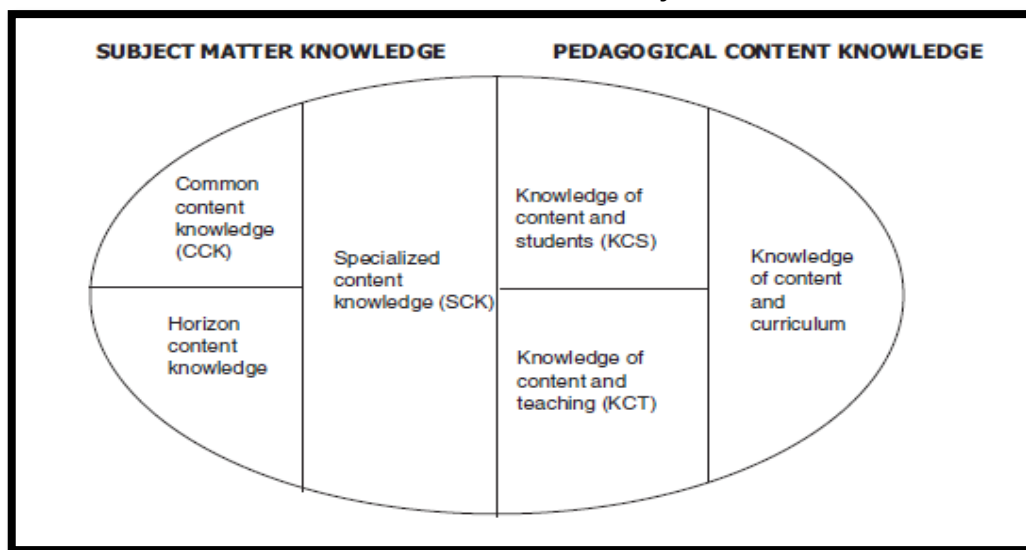 SUBJECT MATTER KNOWLEDGE
PEDAGOGICAL CONTENT KNOWLEDGE
Common
content
knowledge
(CCK)
Horizon
content
knowledge
Specialized
content
knowledge (SCK)
Knowledge of
content and
students (KCS)
Knowledge of
content and
teaching (KCT)
Knowledge
of content
and
curriculum